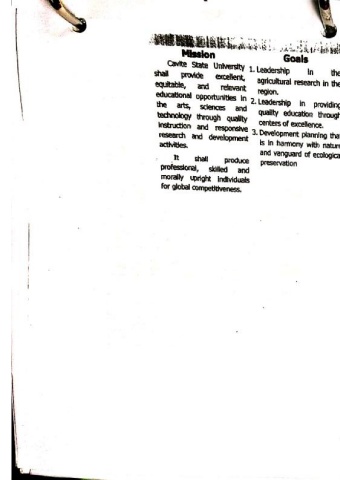 Mission
Cavite State University
shall provide excellent,
equitable, and relevant
educational opportunities in
the arts, sciences and
technology through quality
instruction and responsive
research and development
activities.
It shall produce
professional, skilled and
morally upright individuals
for global competitiveness.
Goals
1. Leadership in the
agricultural research in the
region.
2. Leadership in providing
quality education through
centers of excellence.
3. Development planning that
is in harmony with nature
and vanguard of ecological
preservation